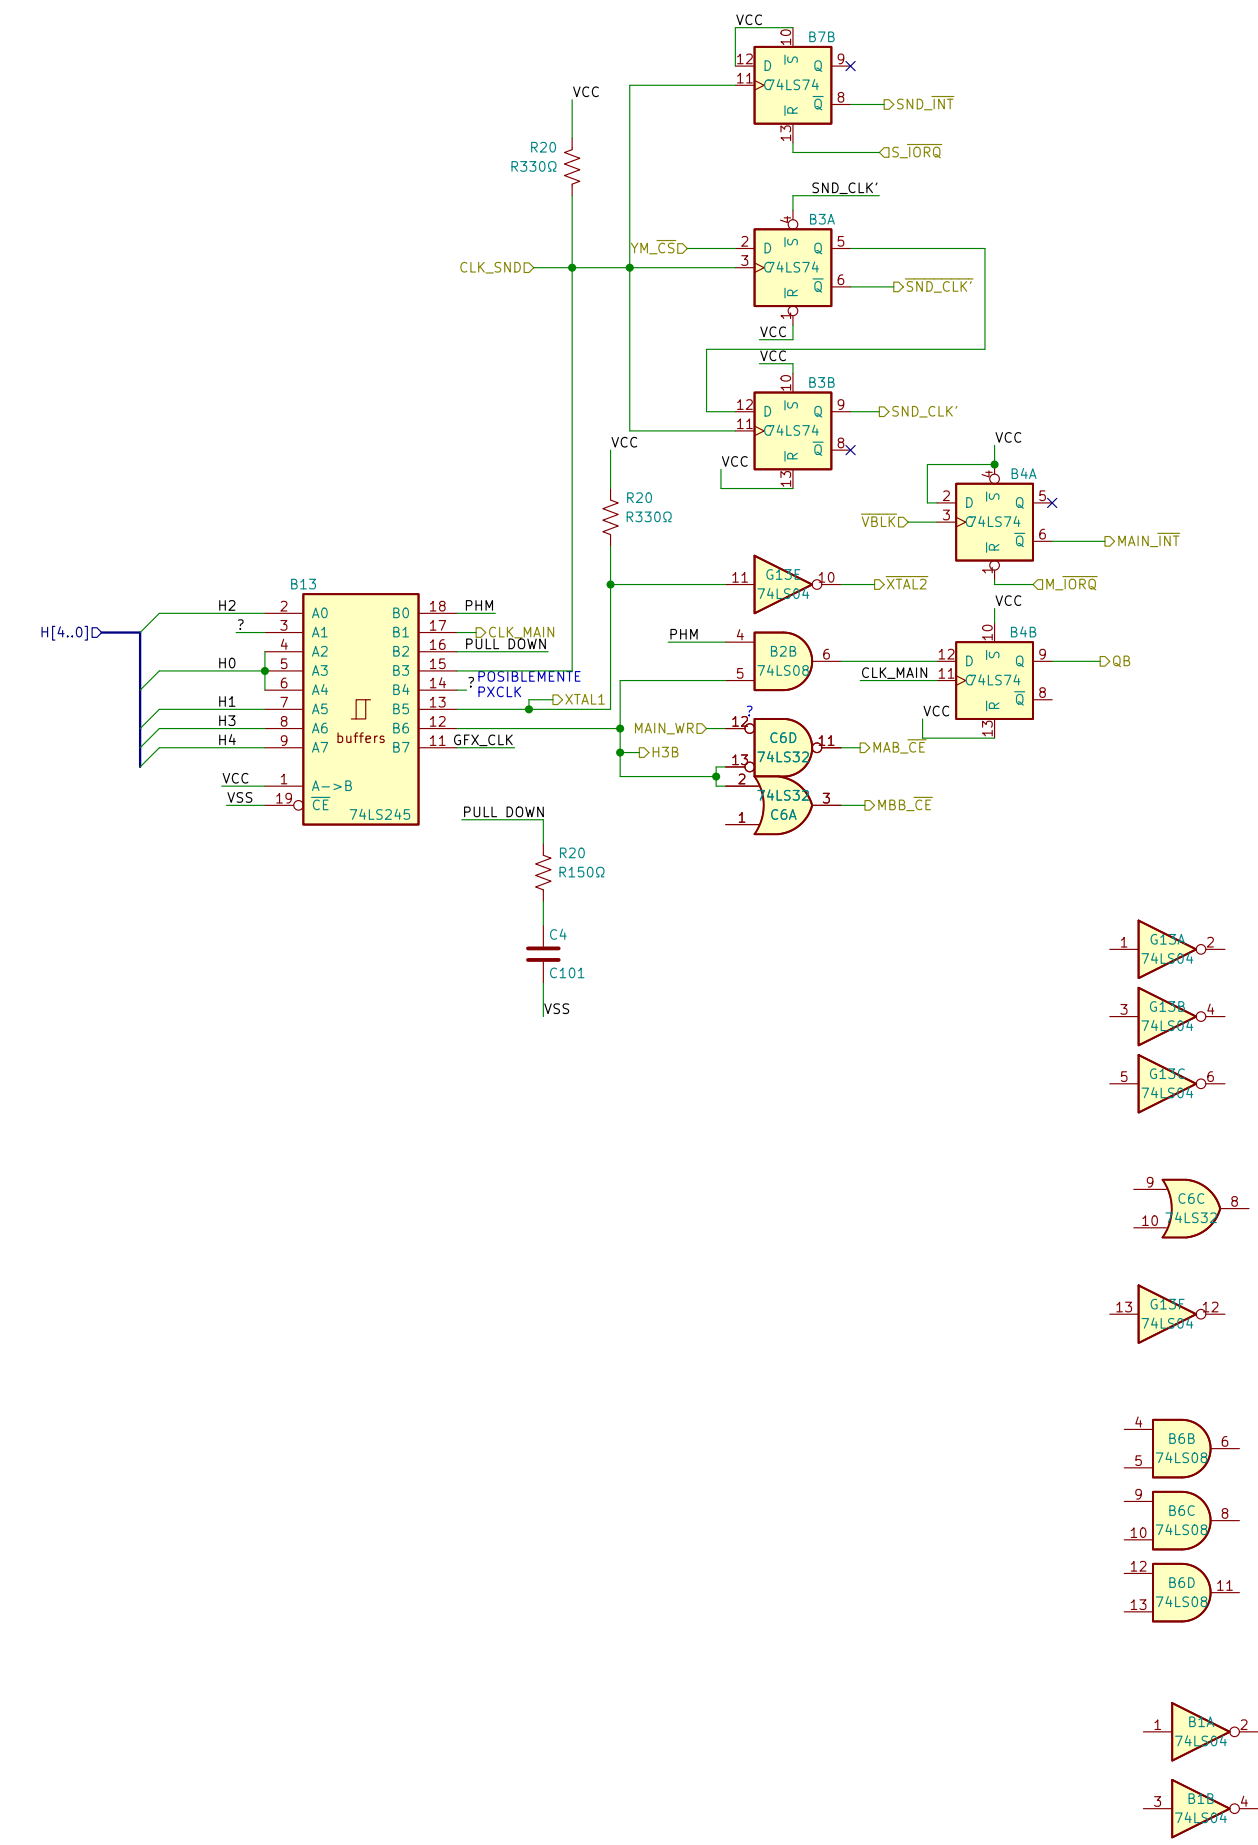 VCC
B7B
10
12 D S Q 9
11 C 74LS74
Q 8 SND_INT
R
13
S_IORQ
VCC
R20
R330Ω
SND_CLK'
4
B3A
YM_CS 2 D S Q 5
CLK_SND 3 C 74LS74
Q 6 SND_CLK'
R
1
VCC
VCC
10
B3B
12 D S Q 9 SND_CLK'
11 C 74LS74
Q 8
R
13
VCC
VCC
R20
R330Ω
VCC
4
B4A
2 D S Q 5
VBLK 3 C 74LS74
Q 6 MAIN_INT
R
1
M_IORQ
11 G13E 10 XTAL2
74LS04
B13
H[4..0]
H2 2 A0 B0 18 PHM
? 3 A1 B1 17 CLK_MAIN
4 A2 B2 16 PULL DOWN
H0 5 A3 B3 15
6 A4 B4 14 ?
POSIBLEMENTE
PXCLK
H1 7 A5 B5 13 XTAL1
H3 8 A6 B6 12
H4 9 A7 B7 11 GFX_CLK
buffers
VCC 1 A->B
VSS 19 CE
74LS245
PHM 4
B2B 6
74LS08
5
VCC
10
B4B
12 D S Q 9 QB
CLK_MAIN 11 C 74LS74
Q 8
R
13
VCC
?
MAIN_WR 12
C6D 11 MAB_CE
74LS32
13
H3B
2 74LS32
C6A 3 MBB_CE
1
PULL DOWN
R20
R150Ω
C4
C101
VSS
1 G13A 2
74LS04
3 G13B 4
74LS04
5 G13C 6
74LS04
9
C6C 8
74LS32
10
13 G13F 12
74LS04
4
B6B 6
74LS08
5
9
B6C 8
74LS08
10
12
B6D 11
74LS08
13
1 B1A 2
74LS04
3 B1B 4
74LS04